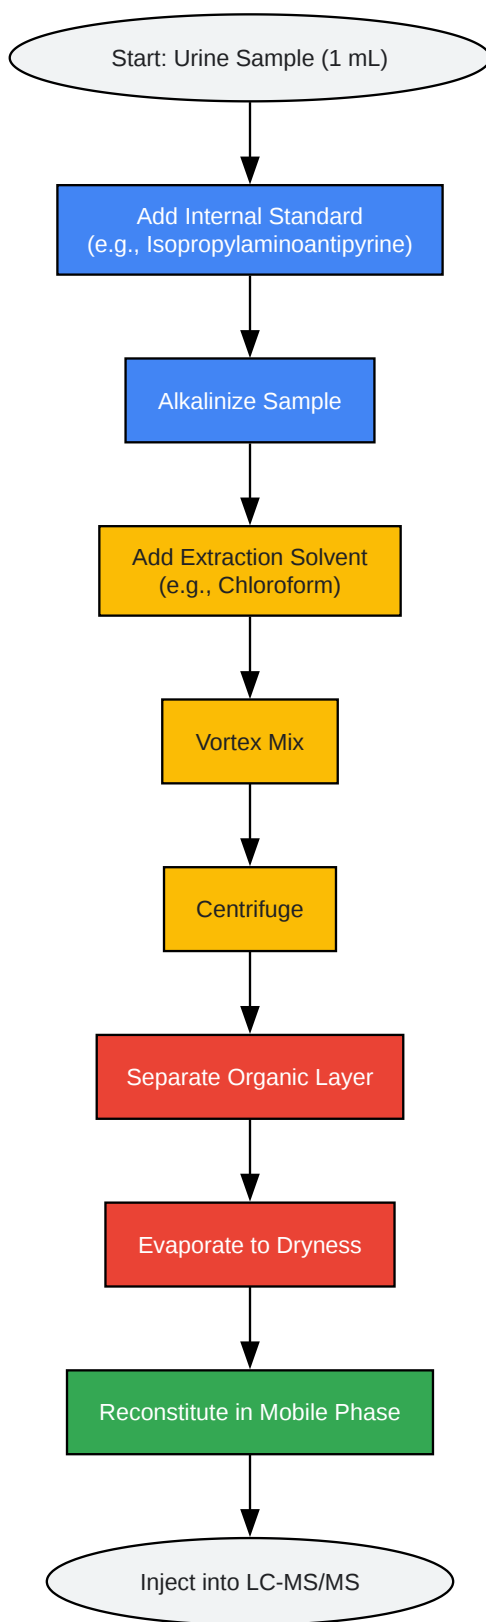 Start: Urine Sample (1 mL)
Add Internal Standard
(e.g., Isopropylaminoantipyrine)
Alkalinize Sample
Add Extraction Solvent
(e.g., Chloroform)
Vortex Mix
Centrifuge
Separate Organic Layer
Evaporate to Dryness
Reconstitute in Mobile Phase
Inject into LC-MS/MS